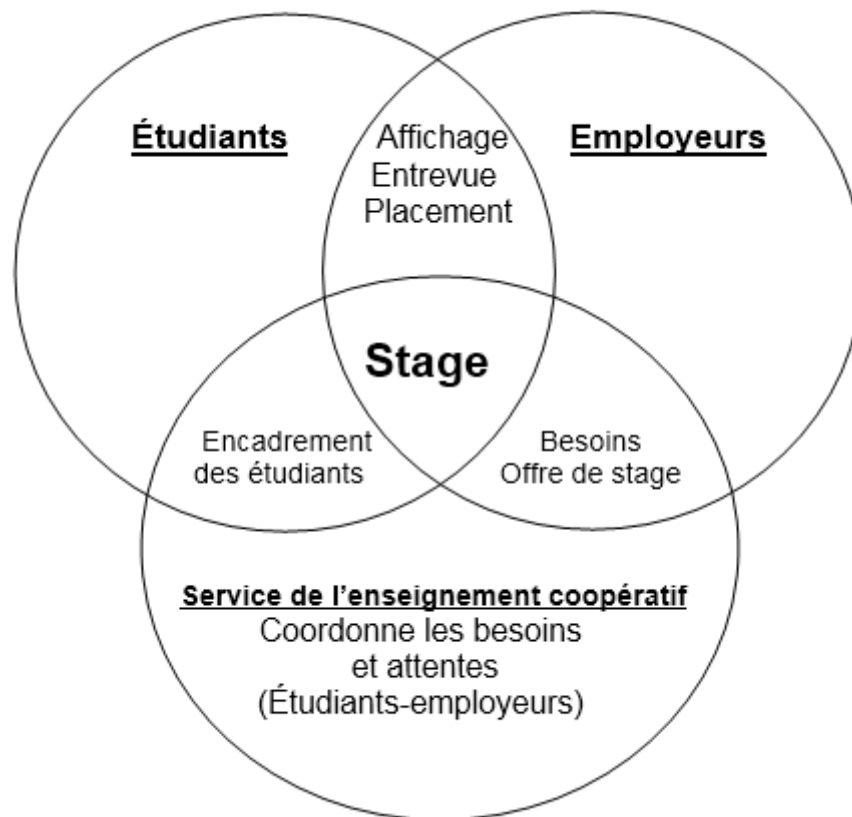 Étudiants
Affichage
Entrevue
Placement
Employeurs
Stage
Encadrement
des étudiants
Besoins
Offre de stage
Service de l'enseignement coopératif
Coordonne les besoins
et attentes
(Étudiants-employeurs)